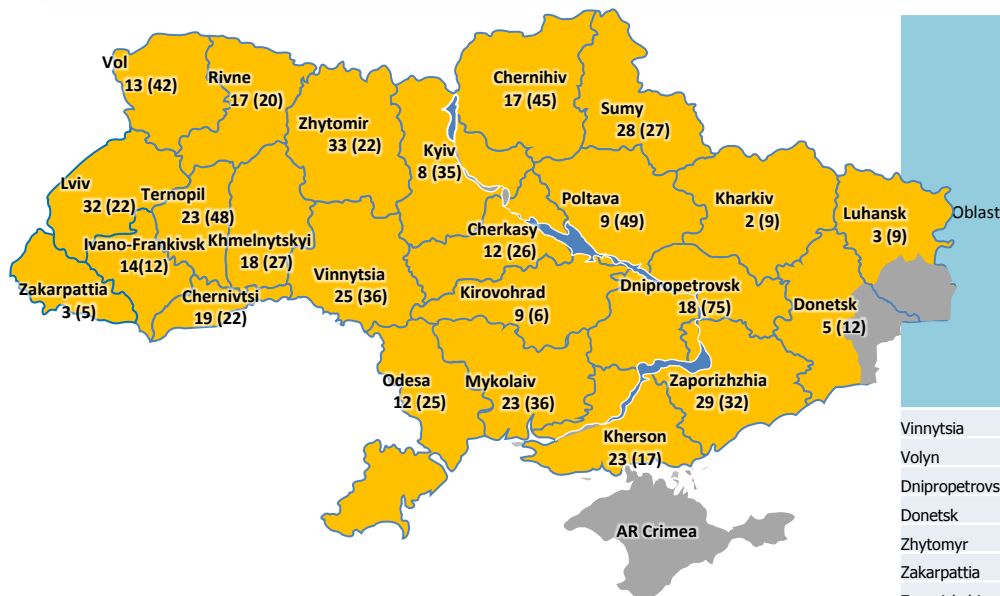 Vol
13 (42)
Rivne
17 (20)
Zhytomir
33 (22)
Kyiv
8 (35)
Chernihiv
17 (45)
Sumy
28 (27)
Lviv
32 (22)
Ternopil
23 (48)
Ivano-Frankivsk
14(12)
Khmelnytskyi
18 (27)
Zakarpattia
3 (5)
Chernivtsi
19 (22)
Vinnytsia
25 (36)
Cherkasy
12 (26)
Poltava
9 (49)
Kharkiv
2 (9)
Luhansk
3 (9)
Kirovohrad
9 (6)
Dnipropetrovsk
18 (75)
Donetsk
5 (12)
Odesa
12 (25)
Mykolaiv
23 (36)
Zaporizhzhia
29 (32)
Kherson
23 (17)
AR Crimea
Oblast
Vinnytsia
Volyn
Dnipropetrovs
Donetsk
Zhytomyr
Zakarpattia